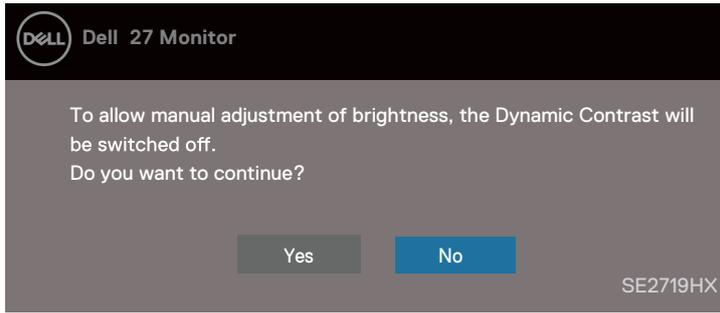 DELL Dell 27 Monitor
To allow manual adjustment of brightness, the Dynamic Contrast will
be switched off.
Do you want to continue?
Yes No
SE2719HX